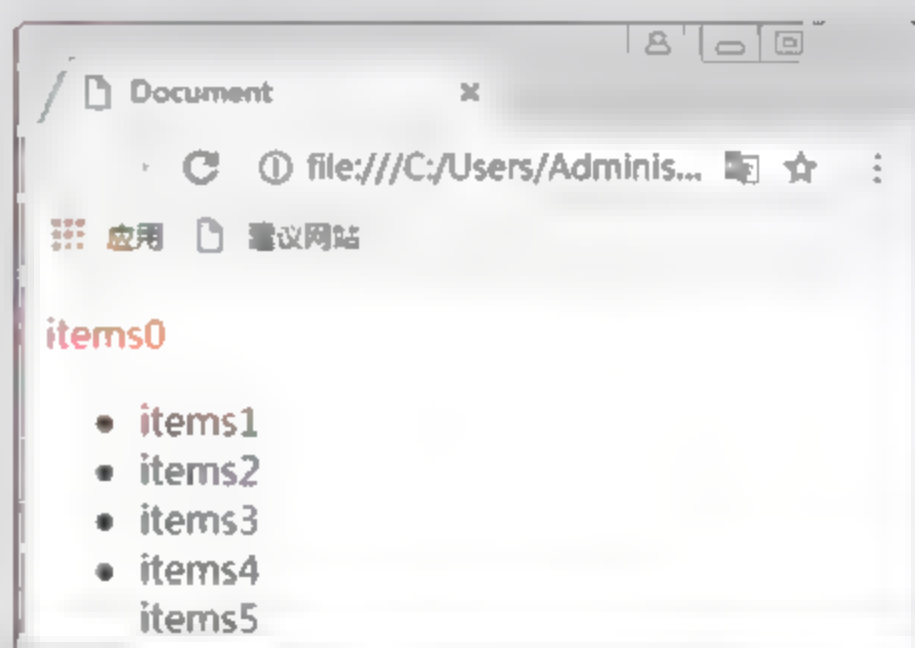 Document
file:///C:/Users/Adminis...
应用 建议网站
items0
items1
items2
items3
items4
items5